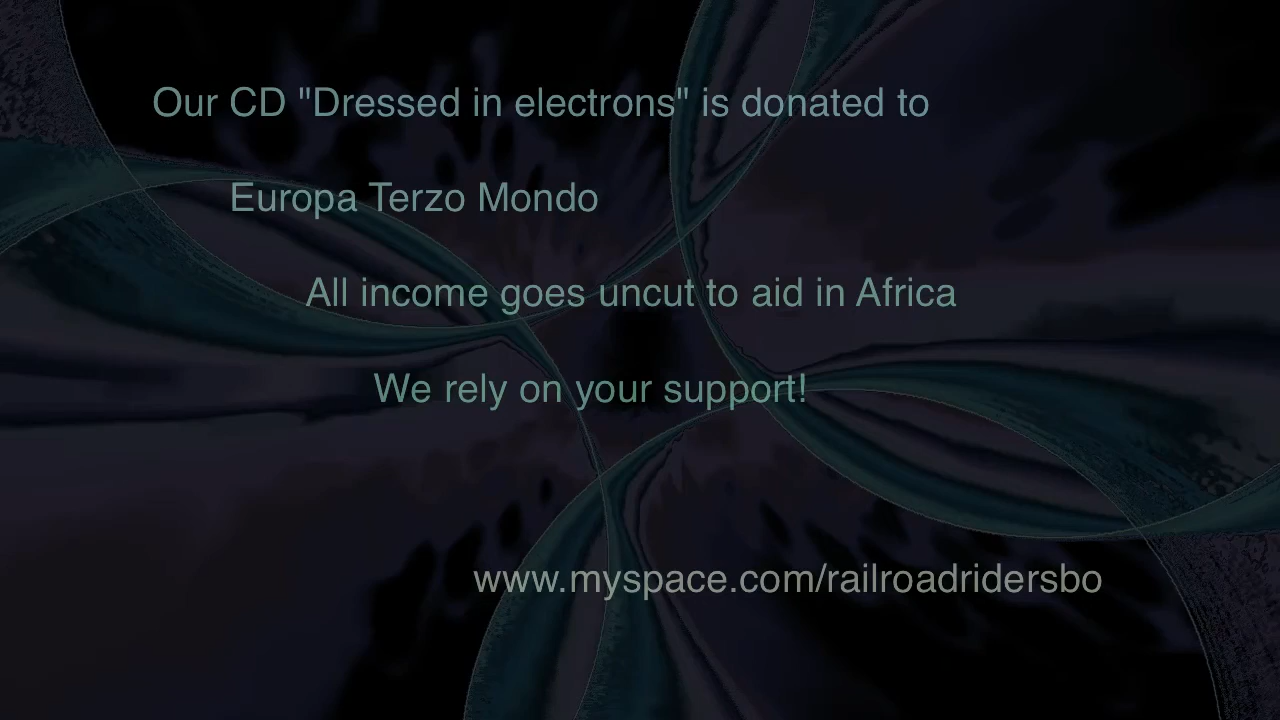 Our CD "Dressed in electrons" is donated to
Europa Terzo Mondo
All income goes uncut to aid in Africa
We rely on your support!
www.myspace.com/railroadridersbo